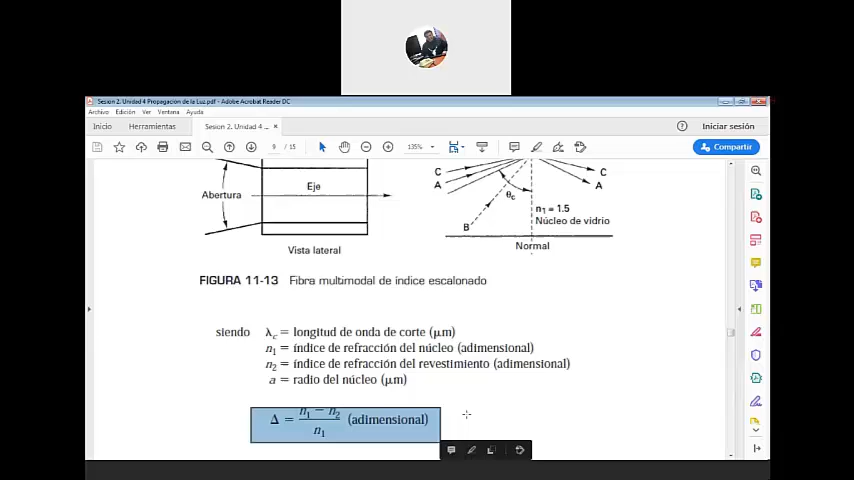 Sesion 2. Unidad 4 Propagacion de la Luz.pdf - Adobe Acrobat Reader DC
Archivo Edición Ver Ventana Ayuda
Inicio Herramientas Sesion 2. Unidad 4 ... × Iniciar sesión
9 / 15 135% Compartir
Abertura
Eje
Vista lateral
C
A
B
θc
C
A
n1 = 1.5
Núcleo de vidrio
Normal
FIGURA 11-13 Fibra multimodal de índice escalonado
siendo λc = longitud de onda de corte (μm)
n1 = índice de refracción del núcleo (adimensional)
n2 = índice de refracción del revestimiento (adimensional)
a = radio del núcleo (μm)
Δ = n1 − n2 / n1 (adimensional)